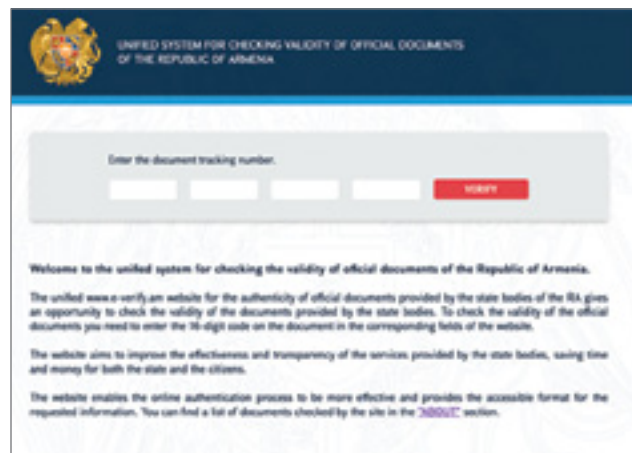 UNIFIED SYSTEM FOR CHECKING VALIDITY OF OFFICIAL DOCUMENTS
OF THE REPUBLIC OF ARMENIA
Enter the document tracking number.
VERIFY
Welcome to the unified system for checking the validity of official documents of the Republic of Armenia.
The unified www.e-verify.am website for the authenticity of official documents provided by the state bodies of the RA gives
an opportunity to check the validity of the documents provided by the state bodies. To check the validity of the official
documents you need to enter the 16-digit code on the document in the corresponding fields of the website.
The website aims to improve the effectiveness and transparency of the services provided by the state bodies, saving time
and money for both the state and the citizens.
The website enables the online authentication process to be more effective and provides the accessible format for the
requested information. You can find a list of documents checked by the site in the "ABOUT" section.